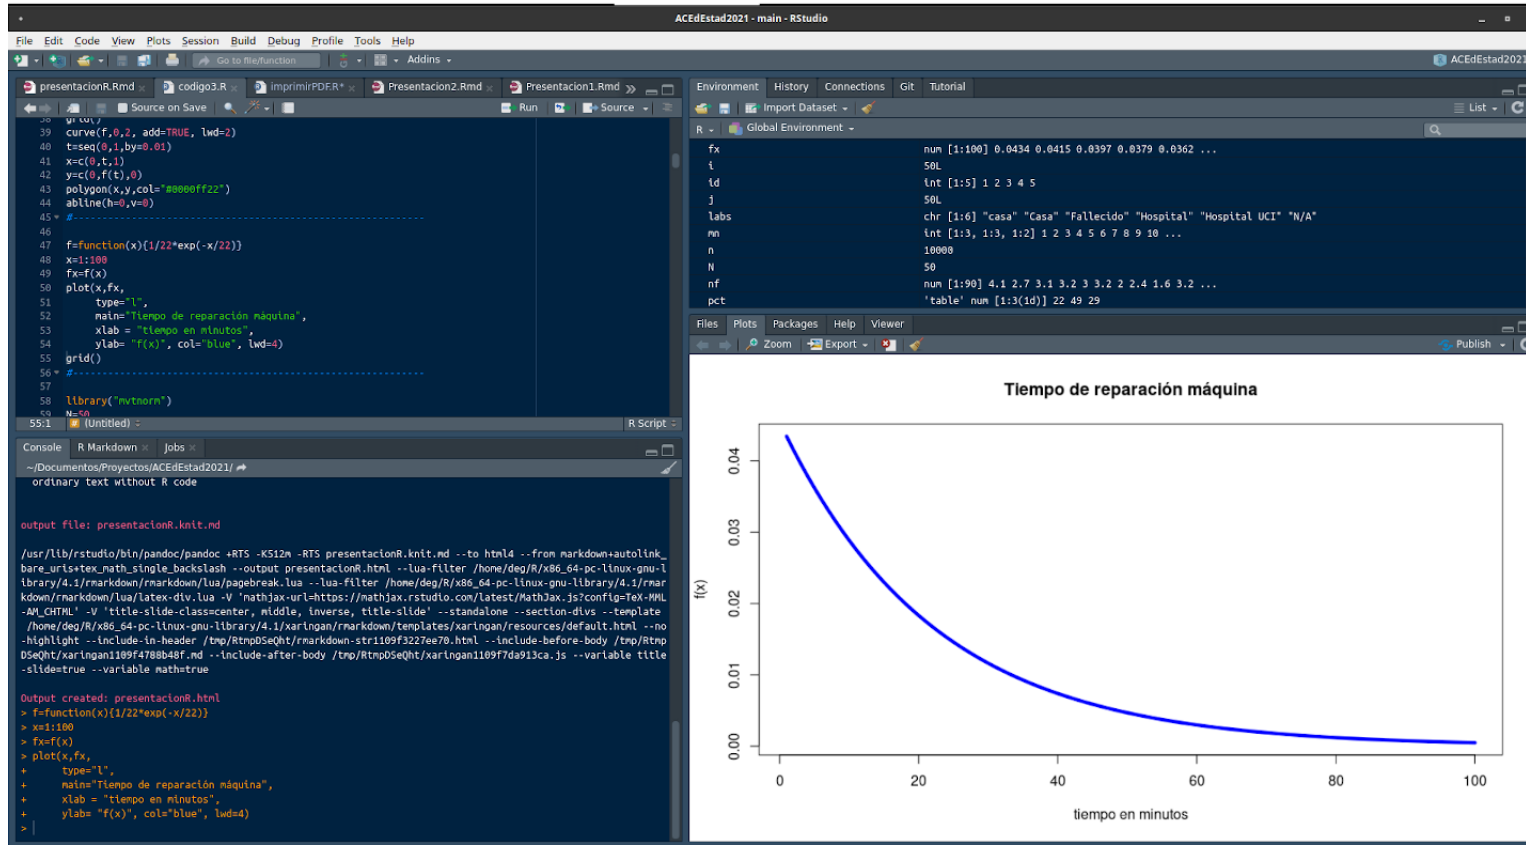 ACEdEstad2021 - main - RStudio
File Edit Code View Plots Session Build Debug Profile Tools Help
Go to file/function Addins ACEdEstad2021
presentacionR.Rmd codigo3.R imprimirPDF.R* Presentacion2.Rmd Presentacion1.Rmd
Source on Save Run Source
38 grid()
39 curve(f,0,2, add=TRUE, lwd=2)
40 t=seq(0,1,by=0.01)
41 x=c(0,t,1)
42 y=c(0,f(t),0)
43 polygon(x,y,col="#0000ff22")
44 abline(h=0,v=0)
45 #----------------------------------------------------------
46
47 f=function(x){1/22*exp(-x/22)}
48 x=1:100
49 fx=f(x)
50 plot(x,fx,
51 type="l",
52 main="Tiempo de reparación máquina",
53 xlab = "tiempo en minutos",
54 ylab= "f(x)", col="blue", lwd=4)
55 grid()
56 #----------------------------------------------------------
57
58 library("mvtnorm")
59 N=50
55:1 (Untitled) R Script
Console R Markdown Jobs
~/Documentos/Proyectos/ACEdEstad2021/
ordinary text without R code
output file: presentacionR.knit.md
/usr/lib/rstudio/bin/pandoc/pandoc +RTS -K512m -RTS presentacionR.knit.md --to html4 --from markdown+autolink_
bare_uris+tex_math_single_backslash --output presentacionR.html --lua-filter /home/deg/R/x86_64-pc-linux-gnu-l
ibrary/4.1/rmarkdown/rmarkdown/lua/pagebreak.lua --lua-filter /home/deg/R/x86_64-pc-linux-gnu-library/4.1/rmar
kdown/rmarkdown/lua/latex-div.lua -V 'mathjax-url=https://mathjax.rstudio.com/latest/MathJax.js?config=TeX-MML
-AM_CHTML' -V 'title-slide-class=center, middle, inverse, title-slide' --standalone --section-divs --template
/home/deg/R/x86_64-pc-linux-gnu-library/4.1/xaringan/rmarkdown/templates/xaringan/resources/default.html --no
-highlight --include-in-header /tmp/RtmpDSeQht/rmarkdown-str1109f3227ee70.html --include-before-body /tmp/Rtmp
DSeQht/xaringan1109f4788b48f.md --include-after-body /tmp/RtmpDSeQht/xaringan1109f7da913ca.js --variable title
-slide=true --variable math=true
Output created: presentacionR.html
> f=function(x){1/22*exp(-x/22)}
> x=1:100
> fx=f(x)
> plot(x,fx,
+ type="l",
+ main="Tiempo de reparación máquina",
+ xlab = "tiempo en minutos",
+ ylab= "f(x)", col="blue", lwd=4)
>
Environment History Connections Git Tutorial
Import Dataset List
R Global Environment
fx num [1:100] 0.0434 0.0415 0.0397 0.0379 0.0362 ...
i 50L
id int [1:5] 1 2 3 4 5
j 50L
labs chr [1:6] "casa" "Casa" "Fallecido" "Hospital" "Hospital UCI" "N/A"
mn int [1:3, 1:3, 1:2] 1 2 3 4 5 6 7 8 9 10 ...
n 10000
N 50
nf num [1:90] 4.1 2.7 3.1 3.2 3 3.2 2 2.4 1.6 3.2 ...
pct 'table' num [1:3(1d)] 22 49 29
Files Plots Packages Help Viewer
Zoom Export Publish
Tiempo de reparación máquina
f(x)
0.04
0.03
0.02
0.01
0.00
0 20 40 60 80 100
tiempo en minutos